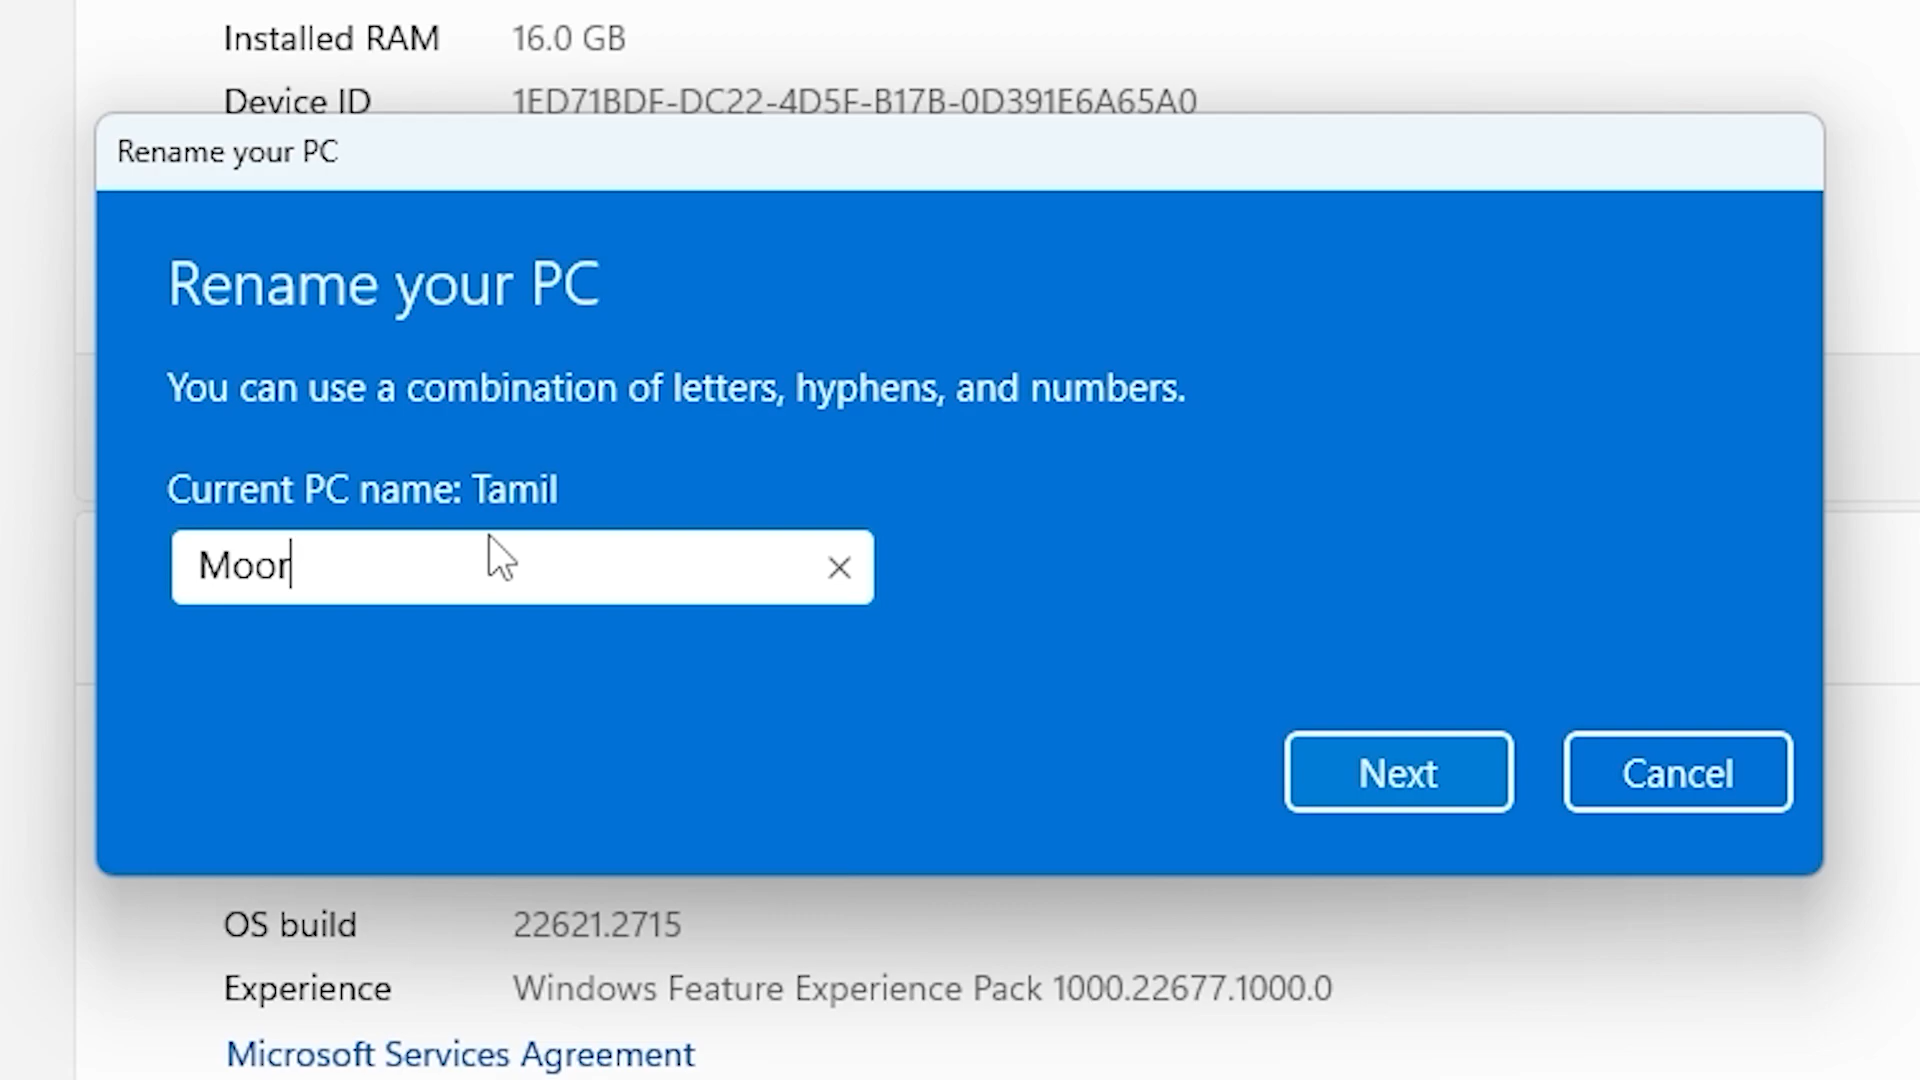 Installed RAM 16.0 GB
Device ID 1ED71BDF-DC22-4D5F-B17B-0D391E6A65A0
Rename your PC
Rename your PC
You can use a combination of letters, hyphens, and numbers.
Current PC name: Tamil
Moor
Next Cancel
OS build 22621.2715
Experience Windows Feature Experience Pack 1000.22677.1000.0
Microsoft Services Agreement